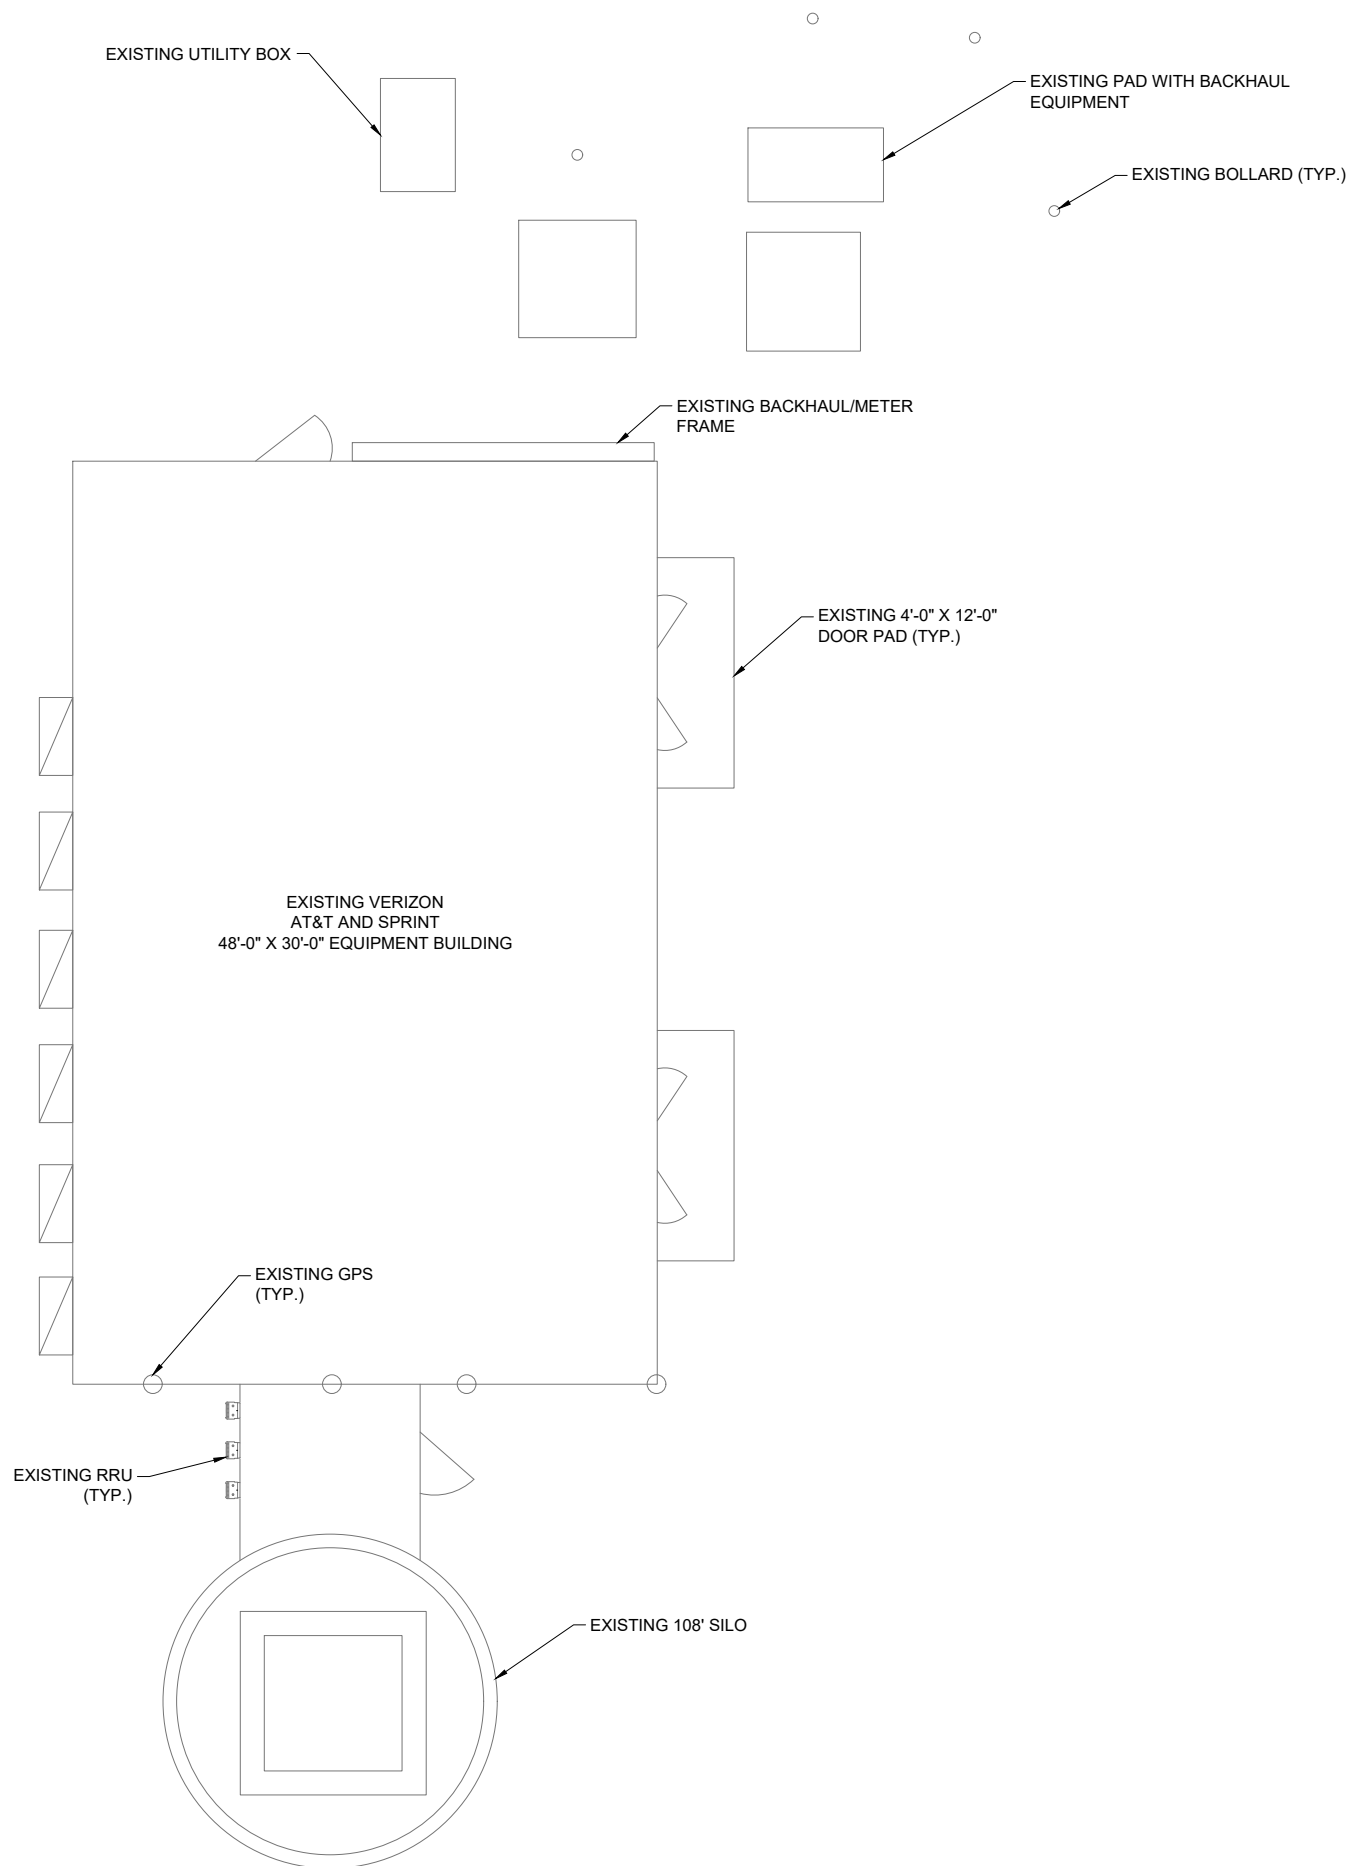 EXISTING UTILITY BOX
EXISTING PAD WITH BACKHAUL
EQUIPMENT
EXISTING BOLLARD (TYP.)
EXISTING BACKHAUL/METER
FRAME
EXISTING 4'-0" X 12'-0"
DOOR PAD (TYP.)
EXISTING VERIZON
AT&T AND SPRINT
48'-0" X 30'-0" EQUIPMENT BUILDING
EXISTING GPS
(TYP.)
EXISTING RRU
(TYP.)
EXISTING 108' SILO